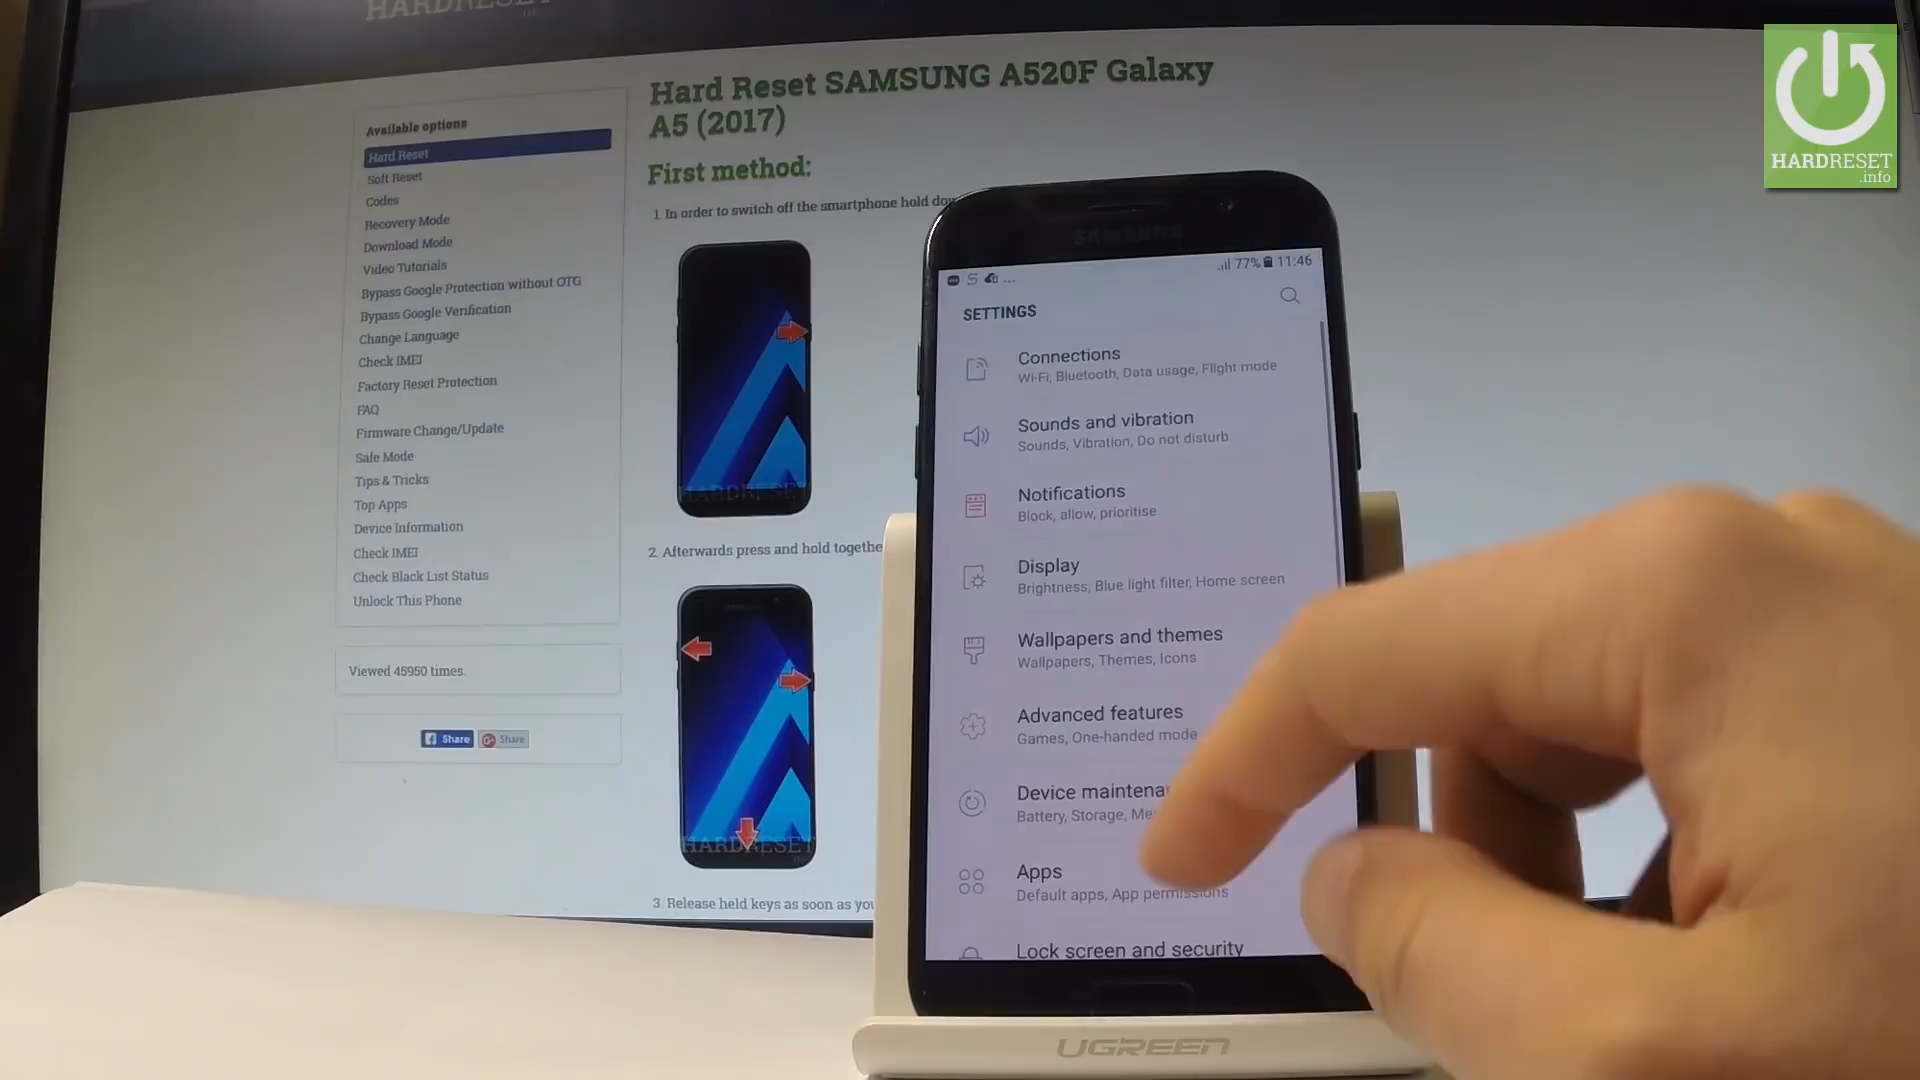 HARDRESET
Hard Reset SAMSUNG A520F Galaxy
A5 (2017)
First method:
1. In order to switch off the smartphone hold dow
HARDRESET
2. Afterwards press and hold togethe
HARDRESET
3. Release held keys as soon as you
Available options
Hard Reset
Soft Reset
Codes
Recovery Mode
Download Mode
Video Tutorials
Bypass Google Protection without OTG
Bypass Google Verification
Change Language
Check IMEI
Factory Reset Protection
FAQ
Firmware Change/Update
Safe Mode
Tips & Tricks
Top Apps
Device Information
Check IMEI
Check Black List Status
Unlock This Phone
Viewed 45950 times.
Share
G+ Share
SAMSUNG
77% 11:46
SETTINGS
Connections
Wi-Fi, Bluetooth, Data usage, Flight mode
Sounds and vibration
Sounds, Vibration, Do not disturb
Notifications
Block, allow, prioritise
Display
Brightness, Blue light filter, Home screen
Wallpapers and themes
Wallpapers, Themes, Icons
Advanced features
Games, One-handed mode
Device maintena
Battery, Storage, Me
Apps
Default apps, App permissions
Lock screen and security
UGREEN
HARDRESET
.info